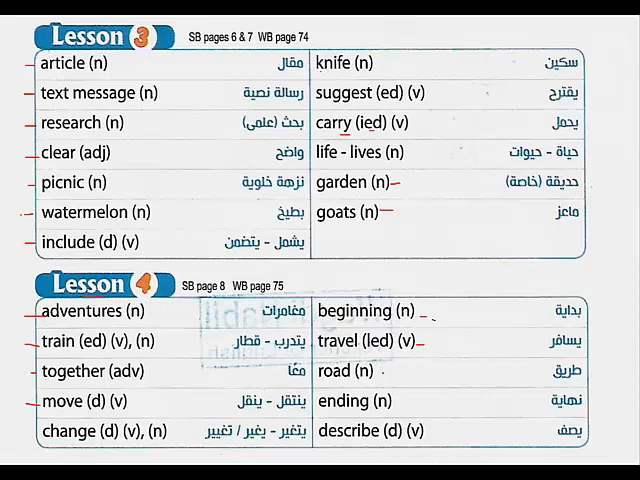 Lesson 3 SB pages 6 & 7 WB page 74
article (n) مقال knife (n) سكين
text message (n) رسالة نصية suggest (ed) (v) يقترح
research (n) بحث (علمى) carry (ied) (v) يحمل
clear (adj) واضح life - lives (n) حياة - حيوات
picnic (n) نزهة خلوية garden (n) حديقة (خاصة)
watermelon (n) بطيخ goats (n) ماعز
include (d) (v) يشمل - يتضمن
Lesson 4 SB page 8 WB page 75
adventures (n) مغامرات beginning (n) بداية
train (ed) (v), (n) يتدرب - قطار travel (led) (v) يسافر
together (adv) معًا road (n) طريق
move (d) (v) ينتقل - ينقل ending (n) نهاية
change (d) (v), (n) يتغير - يغير / تغيير describe (d) (v) يصف